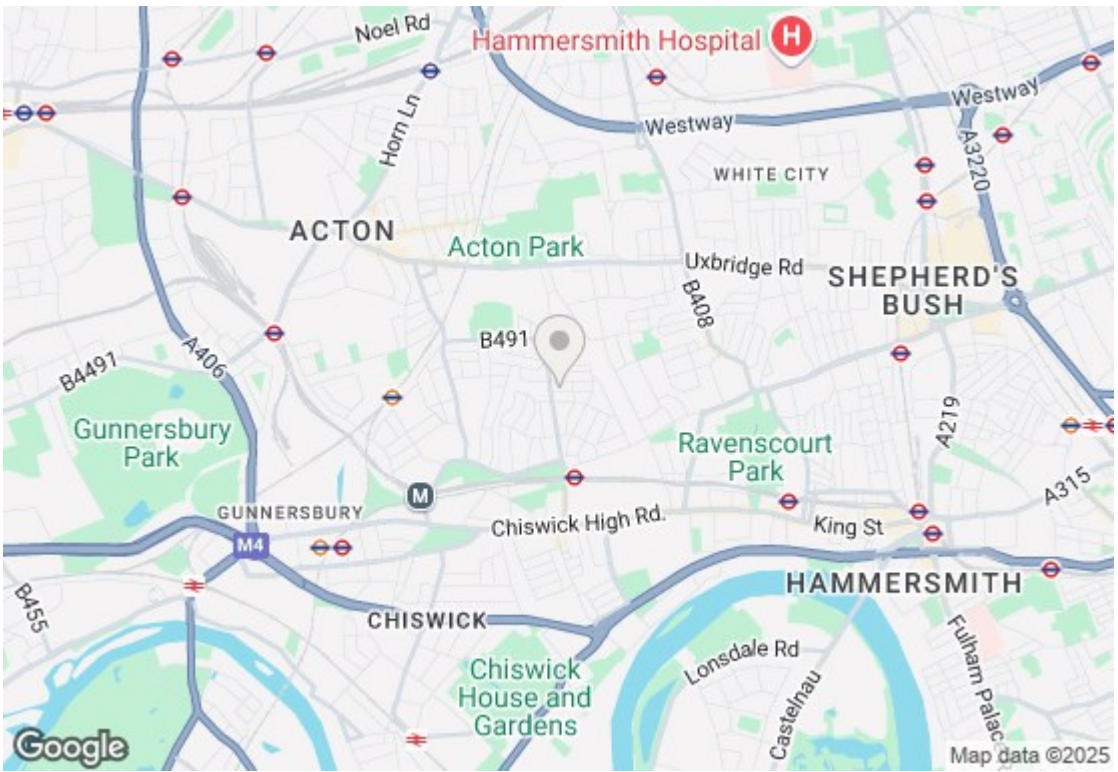 Noel Rd
Hammersmith Hospital
H
Horn Ln
Westway
Westway
A3220
WHITE CITY
ACTON
Acton Park
Uxbridge Rd
SHEPHERD'S
BUSH
B408
B491
A406
B4491
Gunnersbury
Park
Ravenscourt
Park
A219
A315
M
GUNNERSBURY
Chiswick High Rd.
King St
M4
HAMMERSMITH
B455
CHISWICK
Lonsdale Rd
Chiswick
House and
Gardens
Castelnau
Fulham Palac
Google
Map data ©2025